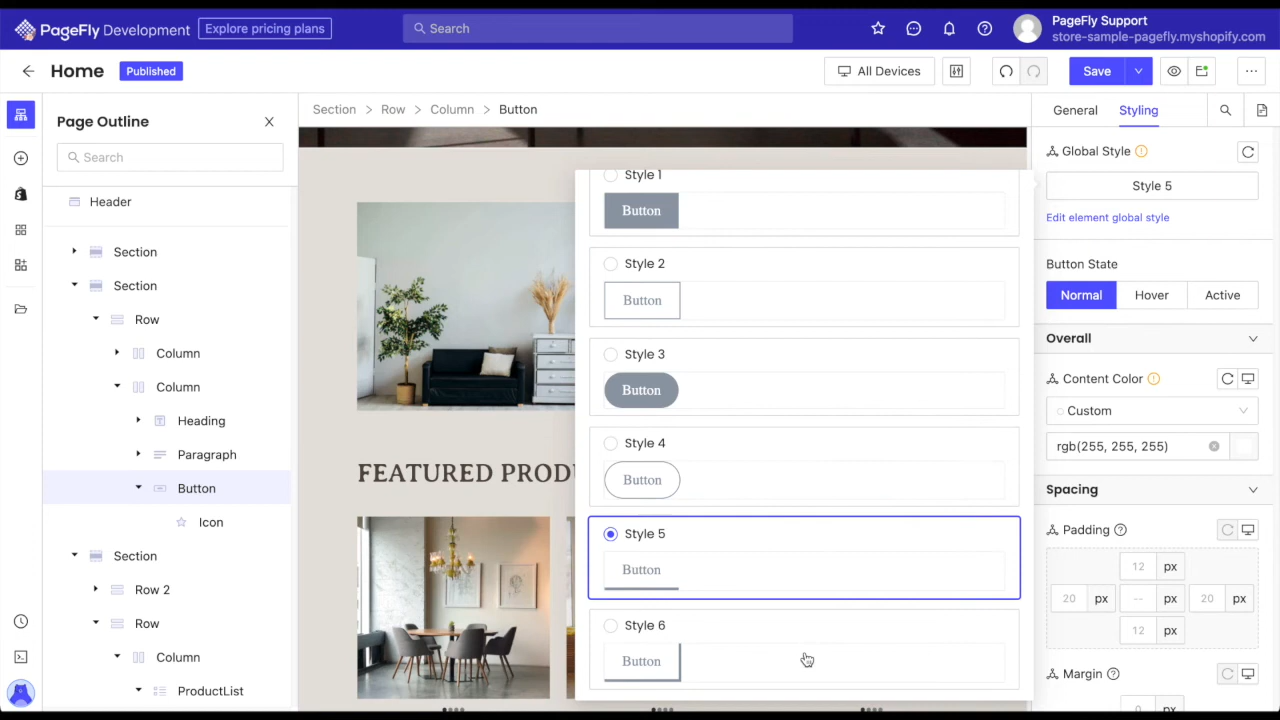 PageFly Development
Explore pricing plans
Search
PageFly Support
store-sample-pagefly.myshopify.com
Home
Published
All Devices
Save
Page Outline
Search
Header
Section
Section
Row
Column
Column
Heading
Paragraph
Button
Icon
Section
Row 2
Row
Column
ProductList
Section > Row > Column > Button
FEATURED PROD
Style 1
Button
Style 2
Button
Style 3
Button
Style 4
Button
Style 5
Button
Style 6
Button
General
Styling
Global Style
Style 5
Edit element global style
Button State
Normal
Hover
Active
Overall
Content Color
Custom
rgb(255, 255, 255)
Spacing
Padding
12 px
20 px
-- px
20 px
12 px
Margin
0 px